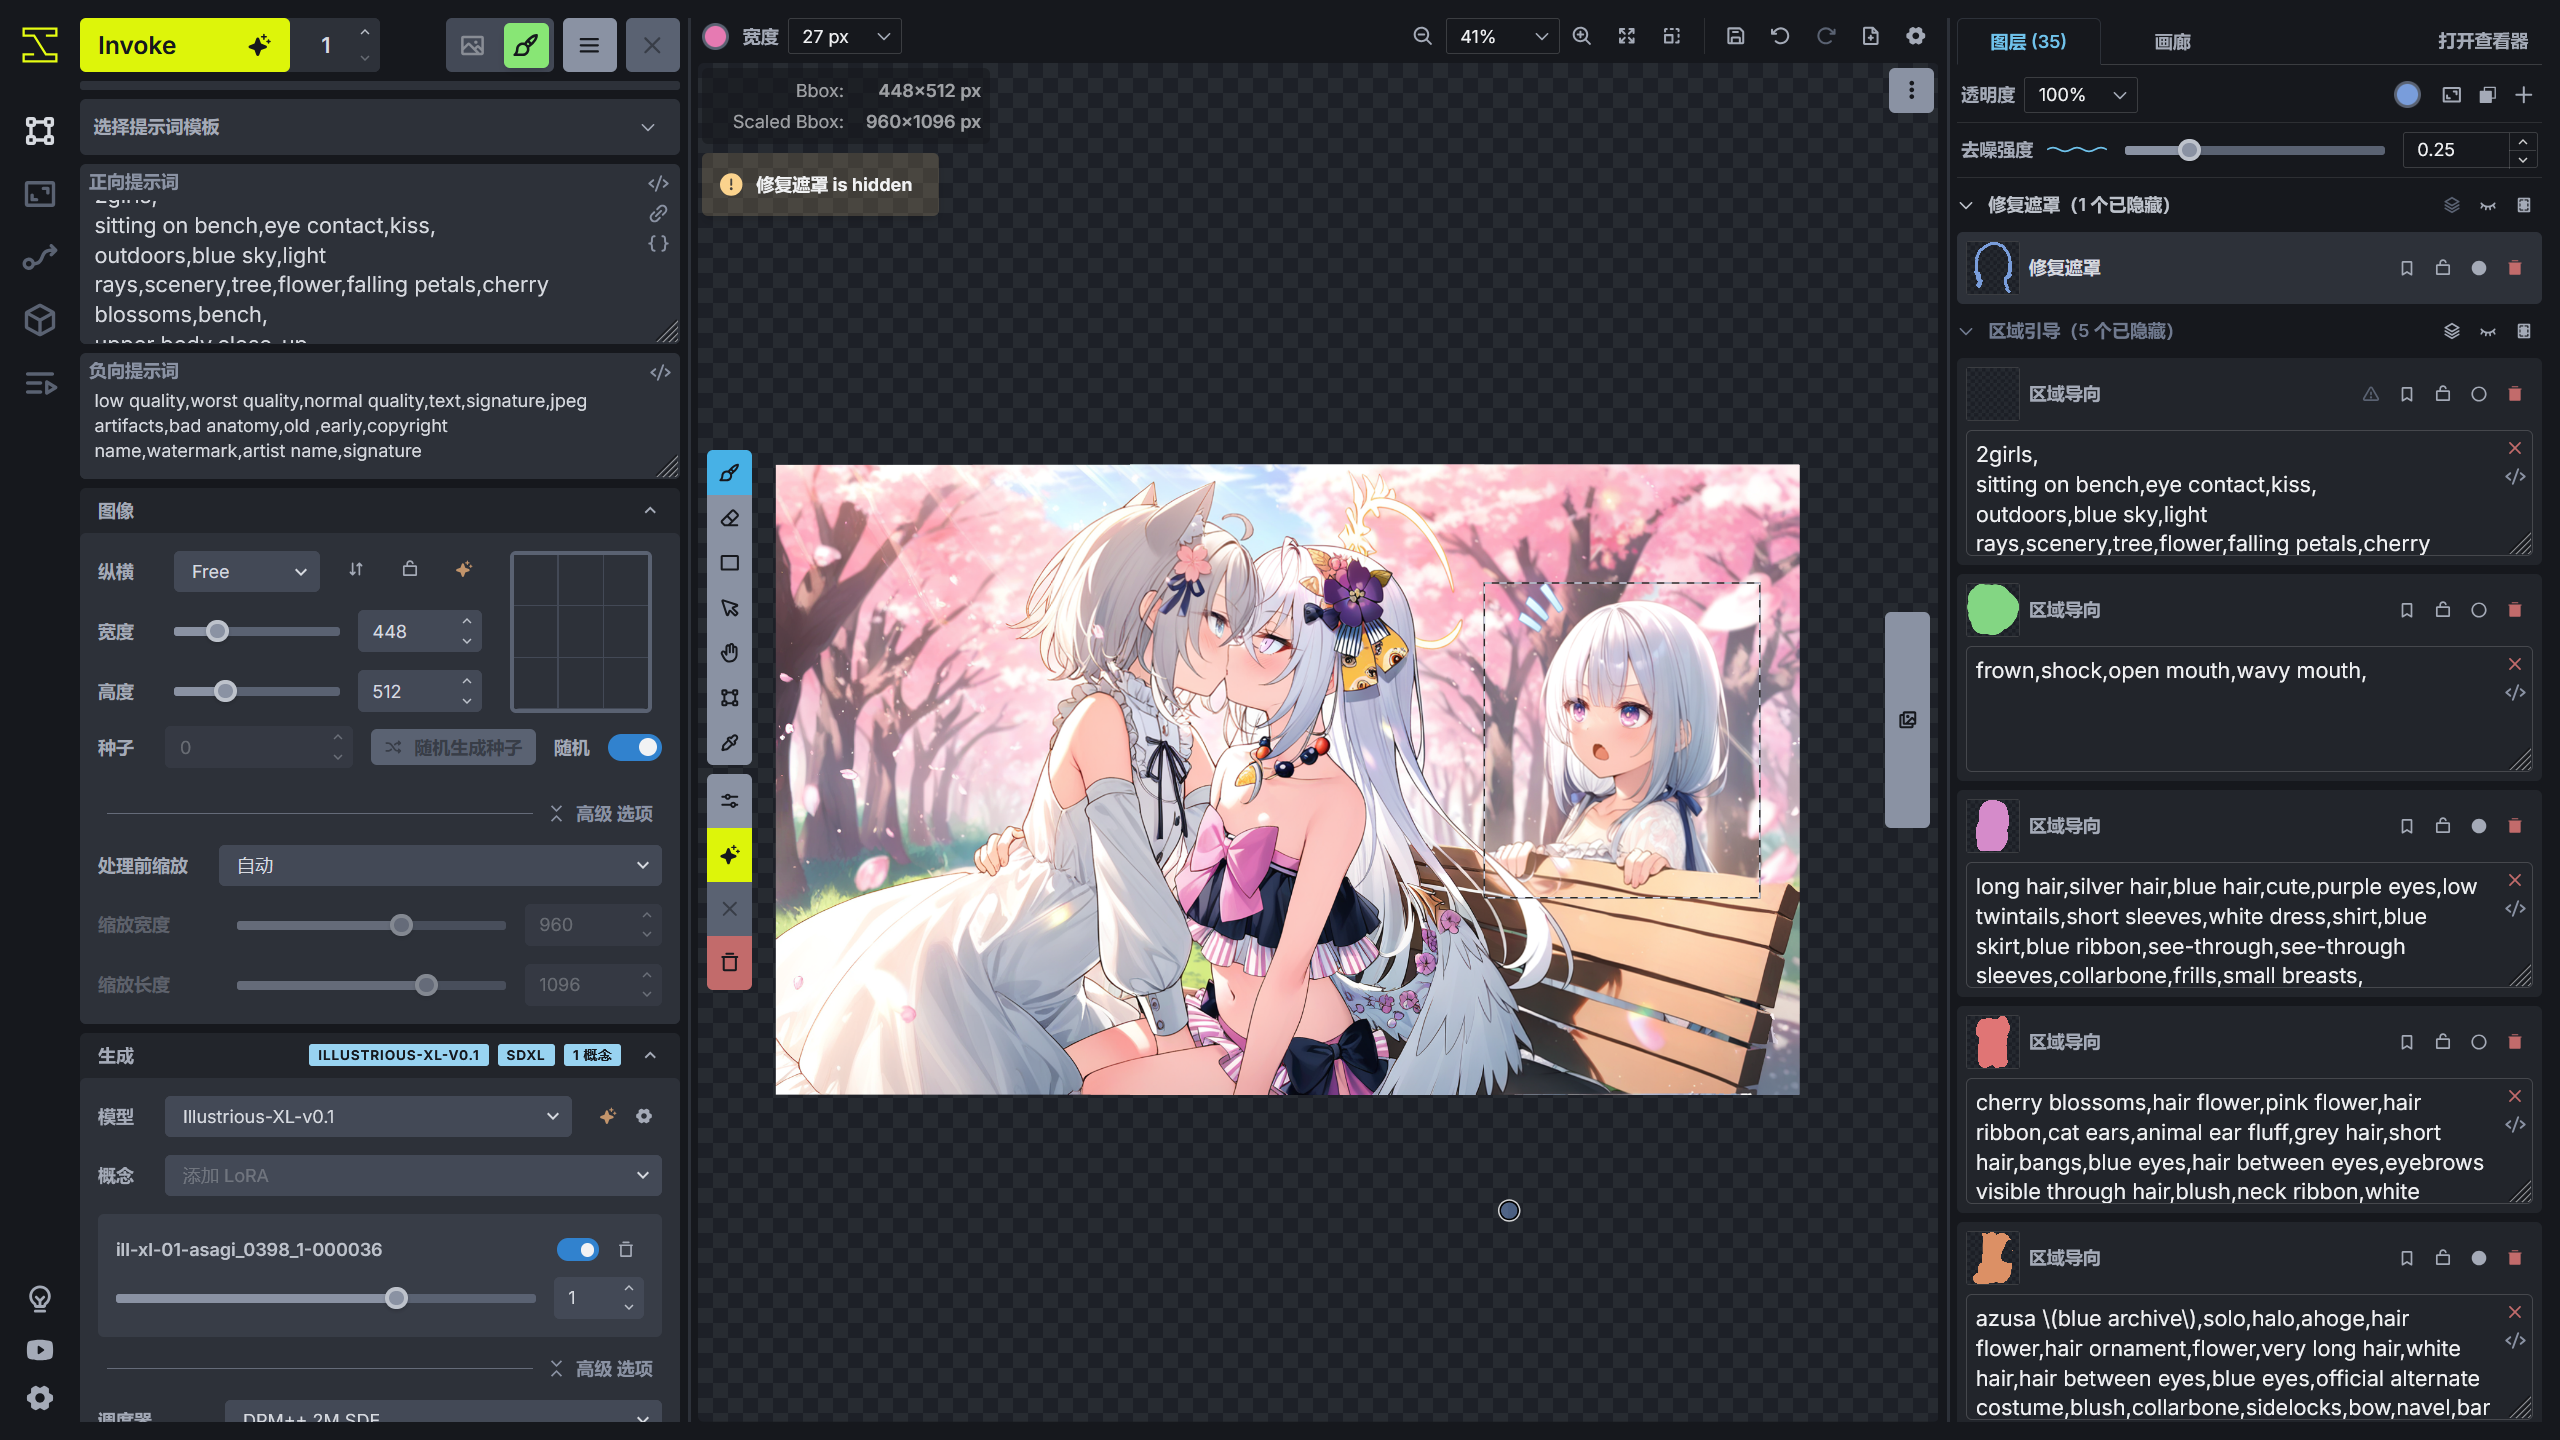 Invoke
1
选择提示词模板
正向提示词
2girls,
sitting on bench,eye contact,kiss,
outdoors,blue sky,light
rays,scenery,tree,flower,falling petals,cherry
blossoms,bench,
upper body,close-up
负向提示词
low quality,worst quality,normal quality,text,signature,jpeg
artifacts,bad anatomy,old ,early,copyright
name,watermark,artist name,signature
图像
纵横
Free
宽度
448
高度
512
种子
0
随机生成种子
随机
高级 选项
处理前缩放
自动
缩放宽度
960
缩放长度
1096
生成
ILLUSTRIOUS-XL-V0.1
SDXL
1 概念
模型
Illustrious-XL-v0.1
概念
添加 LoRA
ill-xl-01-asagi_0398_1-000036
1
高级 选项
调度器
DPM++ 2M SDE
宽度
27 px
41%
Bbox: 448×512 px
Scaled Bbox: 960×1096 px
修复遮罩 is hidden
图层 (35)
画廊
打开查看器
透明度
100%
去噪强度
0.25
修复遮罩（1 个已隐藏）
修复遮罩
区域引导（5 个已隐藏）
区域导向
2girls,
sitting on bench,eye contact,kiss,
outdoors,blue sky,light
rays,scenery,tree,flower,falling petals,cherry
区域导向
frown,shock,open mouth,wavy mouth,
区域导向
long hair,silver hair,blue hair,cute,purple eyes,low
twintails,short sleeves,white dress,shirt,blue
skirt,blue ribbon,see-through,see-through
sleeves,collarbone,frills,small breasts,
区域导向
cherry blossoms,hair flower,pink flower,hair
ribbon,cat ears,animal ear fluff,grey hair,short
hair,bangs,blue eyes,hair between eyes,eyebrows
visible through hair,blush,neck ribbon,white
区域导向
azusa \(blue archive\),solo,halo,ahoge,hair
flower,hair ornament,flower,very long hair,white
hair,hair between eyes,blue eyes,official alternate
costume,blush,collarbone,sidelocks,bow,navel,bar